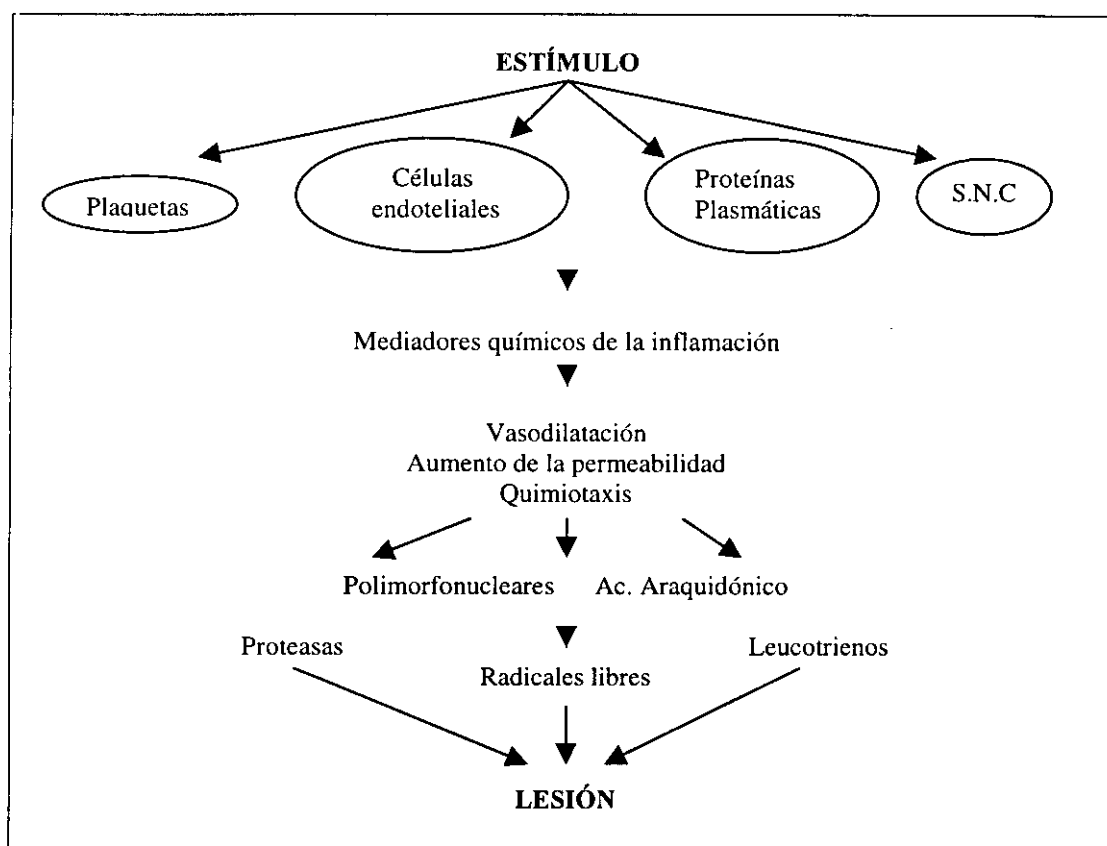 ESTÍMULO
Plaquetas
Células
endoteliales
Proteínas
Plasmáticas
S.N.C
Mediadores químicos de la inflamación
Vasodilatación
Aumento de la permeabilidad
Quimiotaxis
Polimorfonucleares Ac. Araquidónico
Proteasas
Leucotrienos
Radicales libres
LESIÓN